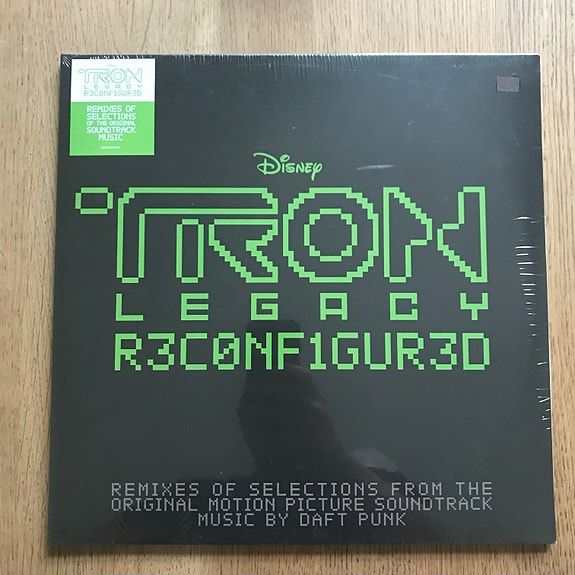 TRON
LEGACY
R3C0NF1GUR3D
REMIXES OF
SELECTIONS
OF THE ORIGINAL
SOUNDTRACK
MUSIC
Disney
TRON
LEGACY
R3C0NF1GUR3D
REMIXES OF SELECTIONS FROM THE
ORIGINAL MOTION PICTURE SOUNDTRACK
MUSIC BY DAFT PUNK